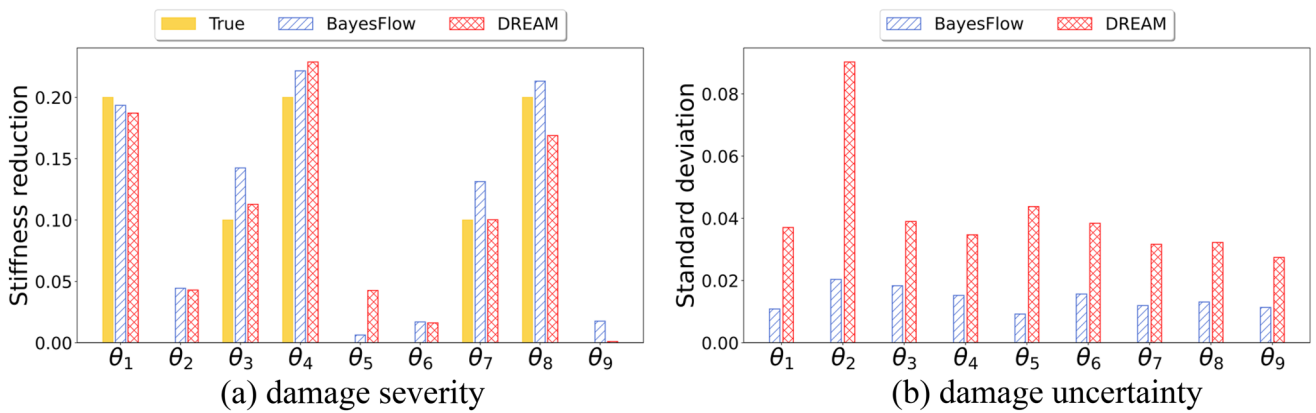 True BayesFlow DREAM
Stiffness reduction
0.20
0.15
0.10
0.05
0.00
θ1 θ2 θ3 θ4 θ5 θ6 θ7 θ8 θ9
(a) damage severity
BayesFlow DREAM
Standard deviation
0.08
0.06
0.04
0.02
0.00
θ1 θ2 θ3 θ4 θ5 θ6 θ7 θ8 θ9
(b) damage uncertainty